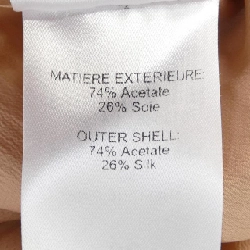 MATIERE EXTERIEURE:
74% Acetate
26% Soie
OUTER SHELL:
74% Acetate
26% Silk